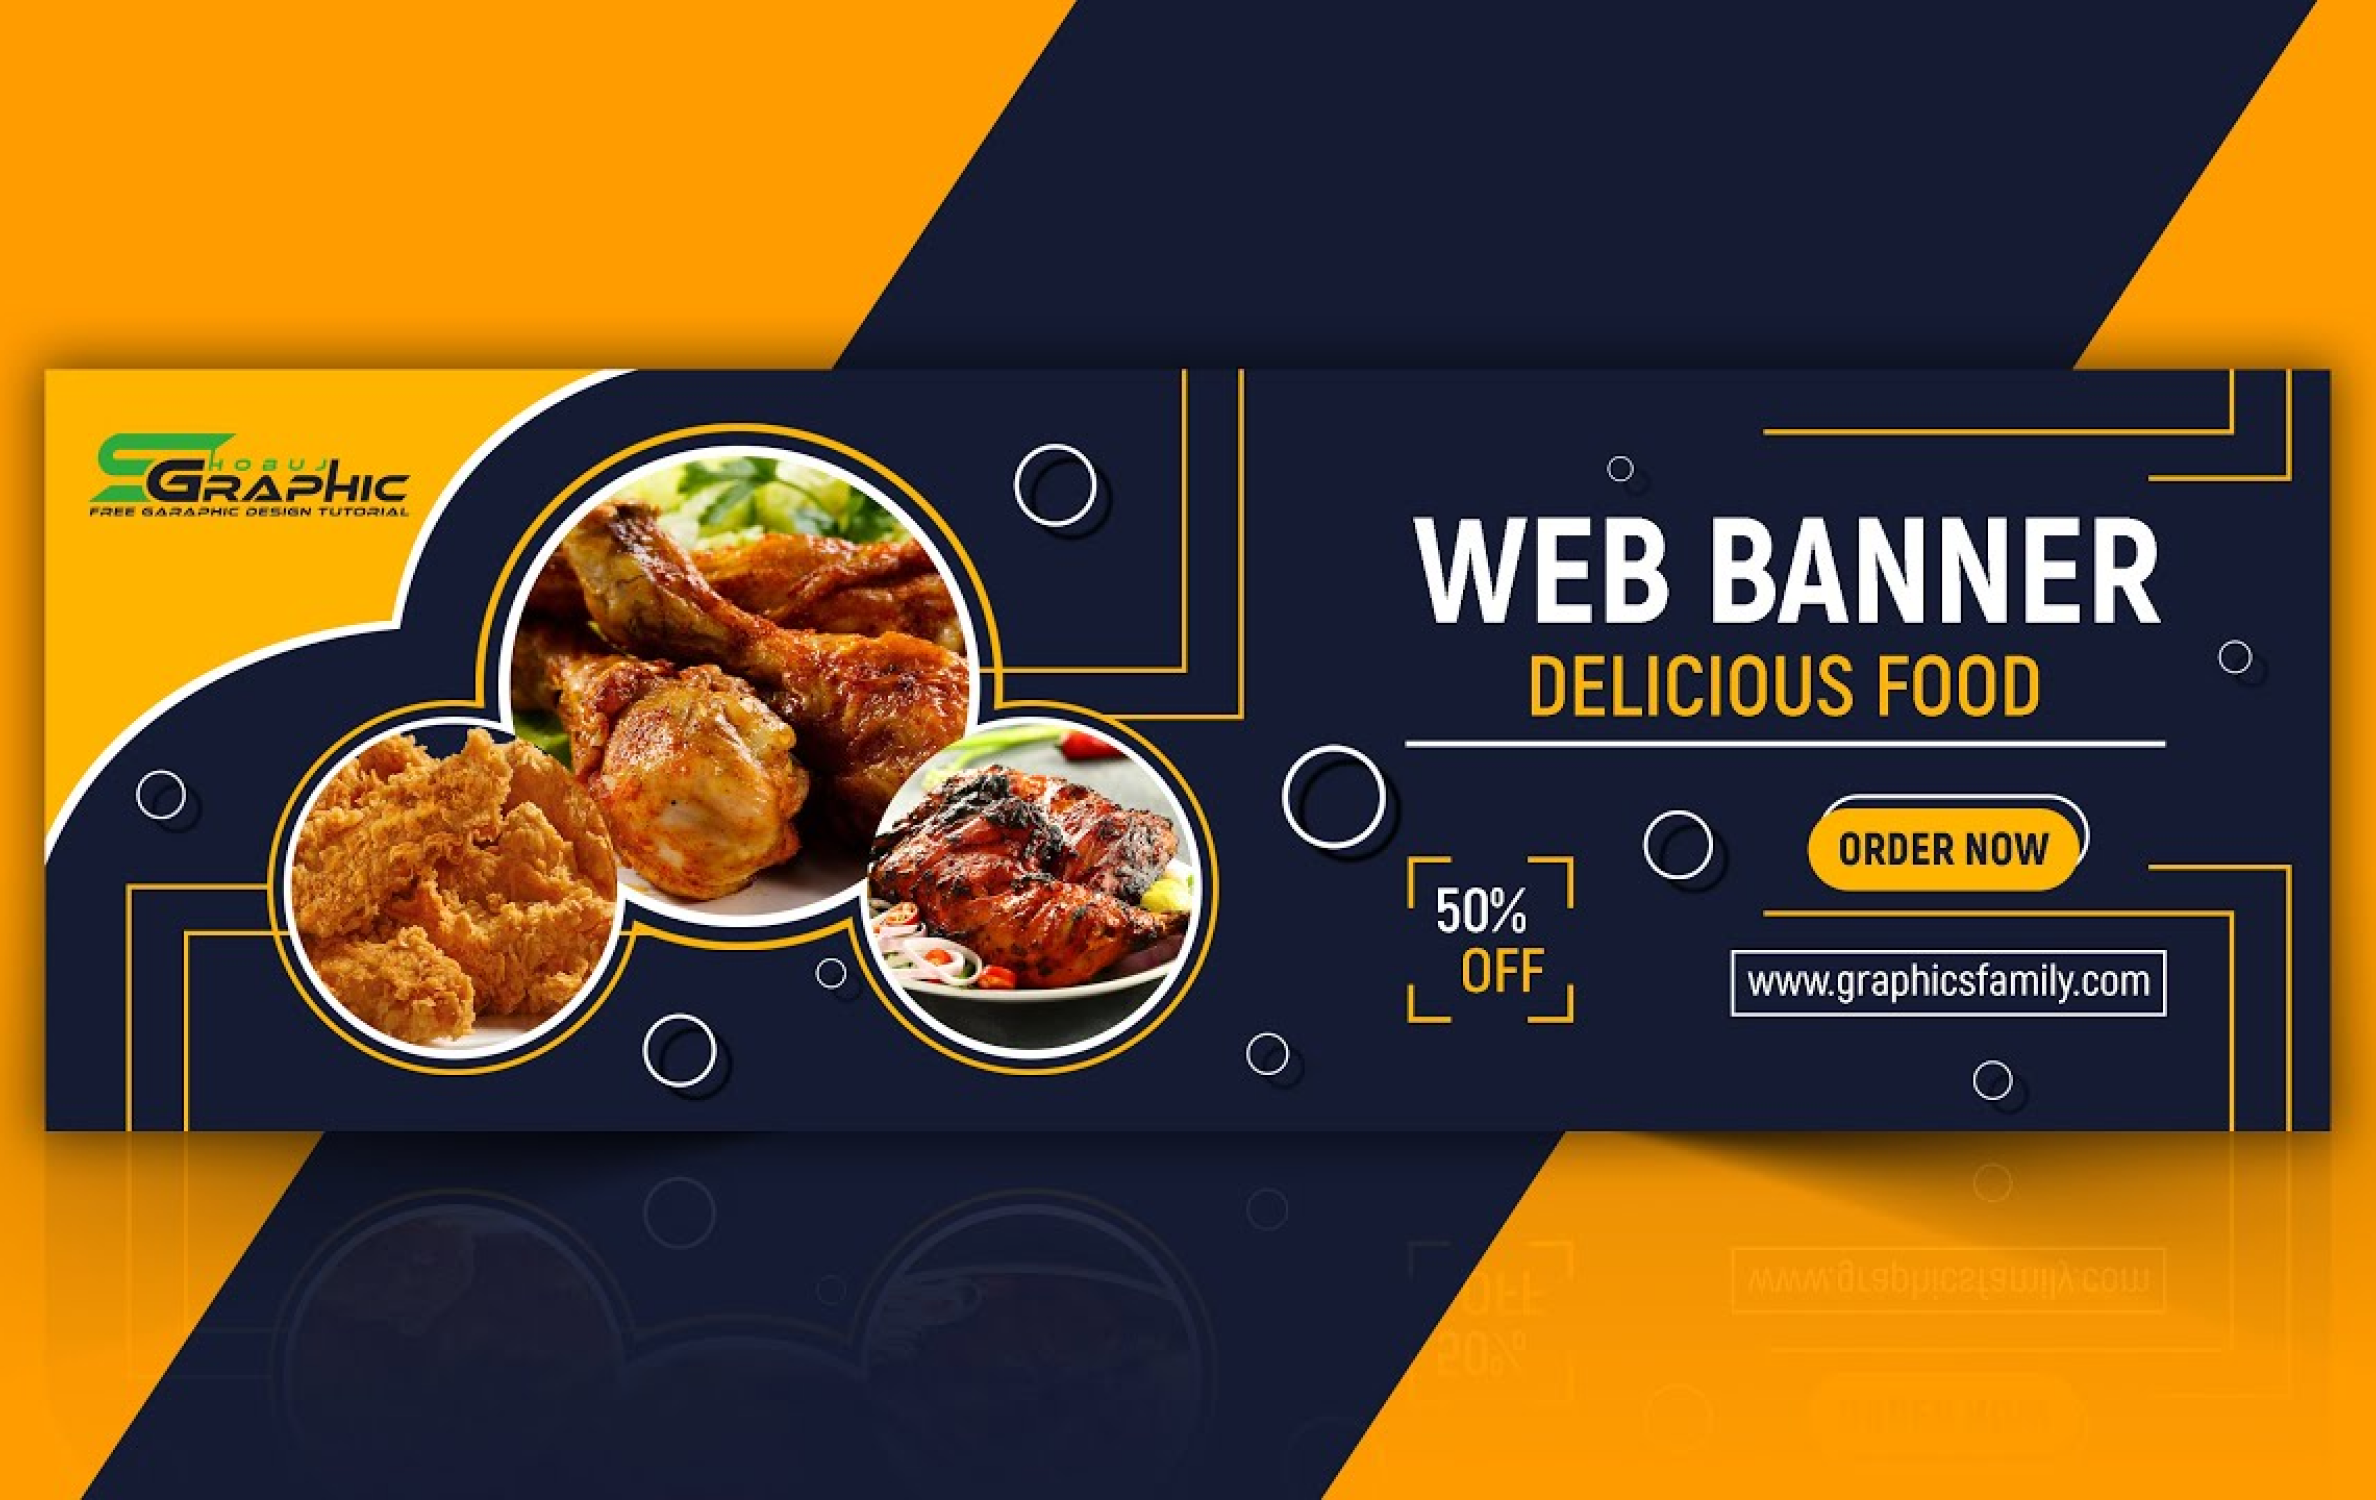 SHOBUJ
GRAPHIC
FREE GARAPHIC DESIGN TUTORIAL
WEB BANNER
DELICIOUS FOOD
ORDER NOW
50%
OFF
www.graphicsfamily.com